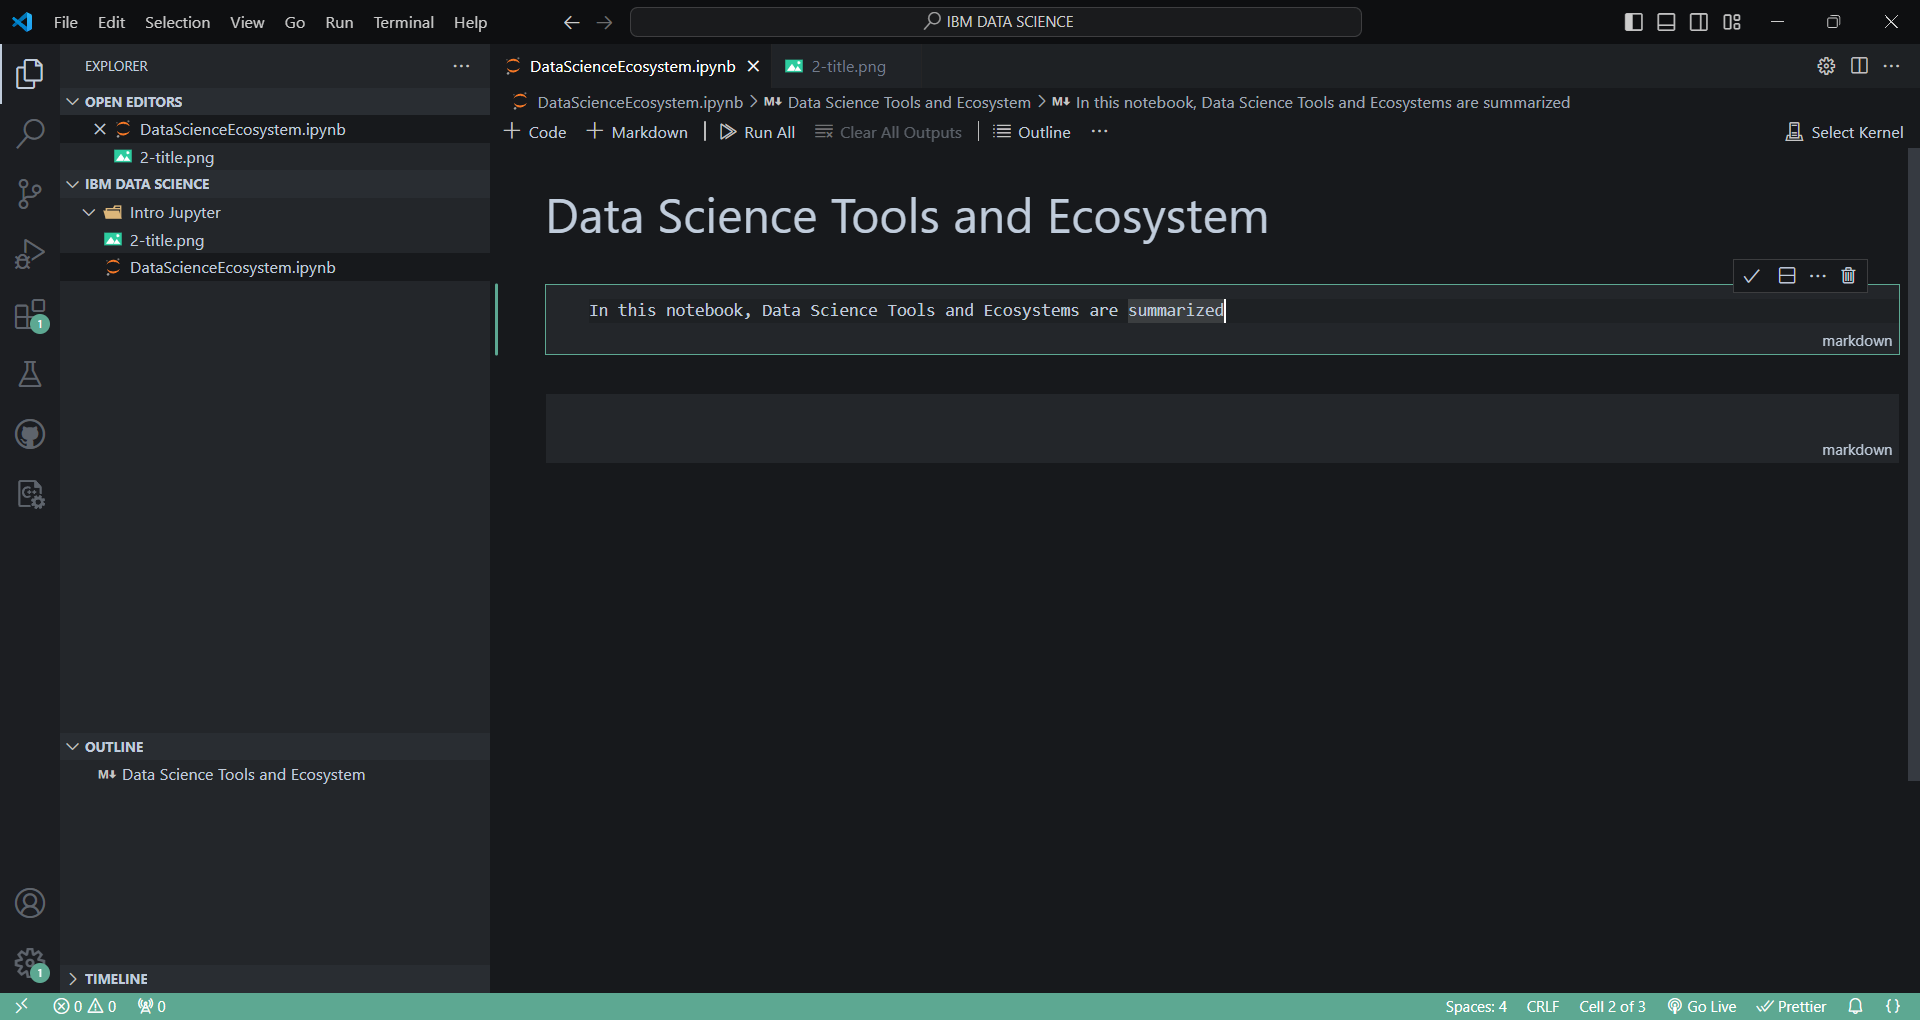 File Edit Selection View Go Run Terminal Help
IBM DATA SCIENCE
EXPLORER
OPEN EDITORS
DataScienceEcosystem.ipynb
2-title.png
IBM DATA SCIENCE
Intro Jupyter
2-title.png
DataScienceEcosystem.ipynb
1
OUTLINE
Data Science Tools and Ecosystem
1
TIMELINE
DataScienceEcosystem.ipynb 2-title.png
DataScienceEcosystem.ipynb > M↓ Data Science Tools and Ecosystem > M↓ In this notebook, Data Science Tools and Ecosystems are summarized
+ Code + Markdown | Run All Clear All Outputs | Outline ... Select Kernel
Data Science Tools and Ecosystem
In this notebook, Data Science Tools and Ecosystems are summarized
markdown
markdown
0 0 0 Spaces: 4 CRLF Cell 2 of 3 Go Live Prettier {}